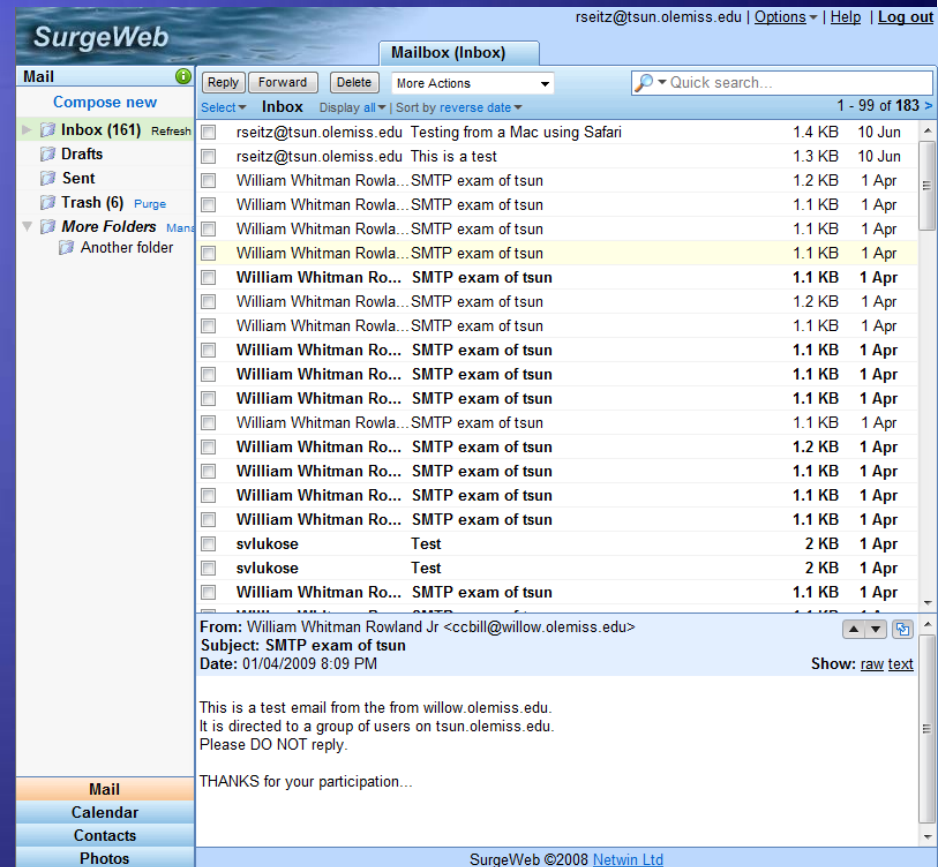 rseitz@tsun.olemiss.edu | Options | Help | Log out
SurgeWeb
Mailbox (Inbox)
Mail
Compose new
Inbox (161) Refresh
Drafts
Sent
Trash (6) Purge
More Folders Mana
Another folder
Reply Forward Delete More Actions Quick search...
Select Inbox Display all | Sort by reverse date 1 - 99 of 183 >
rseitz@tsun.olemiss.edu Testing from a Mac using Safari 1.4 KB 10 Jun
rseitz@tsun.olemiss.edu This is a test 1.3 KB 10 Jun
William Whitman Rowla... SMTP exam of tsun 1.2 KB 1 Apr
William Whitman Rowla... SMTP exam of tsun 1.1 KB 1 Apr
William Whitman Rowla... SMTP exam of tsun 1.1 KB 1 Apr
William Whitman Rowla... SMTP exam of tsun 1.1 KB 1 Apr
William Whitman Ro... SMTP exam of tsun 1.1 KB 1 Apr
William Whitman Rowla... SMTP exam of tsun 1.2 KB 1 Apr
William Whitman Rowla... SMTP exam of tsun 1.1 KB 1 Apr
William Whitman Ro... SMTP exam of tsun 1.1 KB 1 Apr
William Whitman Ro... SMTP exam of tsun 1.1 KB 1 Apr
William Whitman Ro... SMTP exam of tsun 1.1 KB 1 Apr
William Whitman Rowla... SMTP exam of tsun 1.1 KB 1 Apr
William Whitman Ro... SMTP exam of tsun 1.2 KB 1 Apr
William Whitman Ro... SMTP exam of tsun 1.1 KB 1 Apr
William Whitman Ro... SMTP exam of tsun 1.1 KB 1 Apr
William Whitman Ro... SMTP exam of tsun 1.1 KB 1 Apr
svlukose Test 2 KB 1 Apr
svlukose Test 2 KB 1 Apr
William Whitman Ro... SMTP exam of tsun 1.1 KB 1 Apr
From: William Whitman Rowland Jr <ccbill@willow.olemiss.edu>
Subject: SMTP exam of tsun
Date: 01/04/2009 8:09 PM Show: raw text
This is a test email from the from willow.olemiss.edu.
It is directed to a group of users on tsun.olemiss.edu.
Please DO NOT reply.
THANKS for your participation...
Mail
Calendar
Contacts
Photos
SurgeWeb ©2008 Netwin Ltd